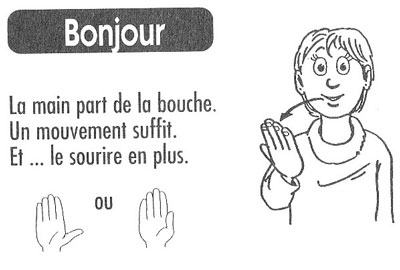 Bonjour
La main part de la bouche.
Un mouvement suffit.
Et ... le sourire en plus.
ou